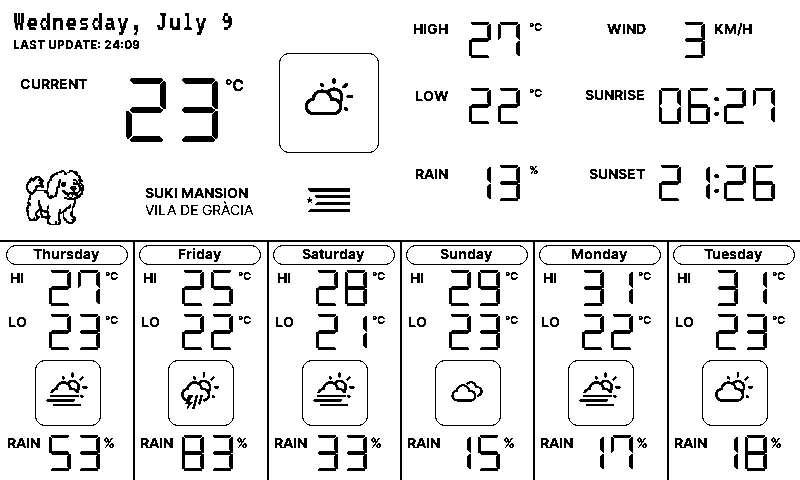 Wednesday, July 9
LAST UPDATE: 24:09
CURRENT 23 °C
HIGH 27 °C
WIND 3 KM/H
LOW 22 °C
SUNRISE 06:27
RAIN 13 %
SUNSET 21:26
SUKI MANSION
VILA DE GRÀCIA
Thursday
HI 27 °C
LO 23 °C
RAIN 53 %
Friday
HI 25 °C
LO 22 °C
RAIN 83 %
Saturday
HI 28 °C
LO 21 °C
RAIN 33 %
Sunday
HI 29 °C
LO 23 °C
RAIN 15 %
Monday
HI 31 °C
LO 22 °C
RAIN 17 %
Tuesday
HI 31 °C
LO 23 °C
RAIN 18 %